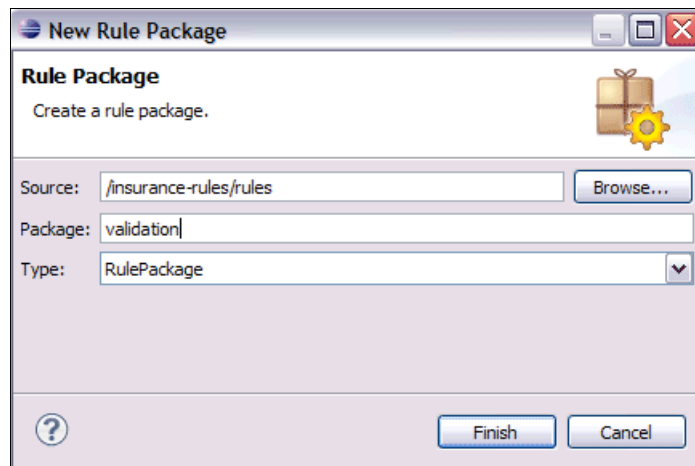 New Rule Package
Rule Package
Create a rule package.
Source: /insurance-rules/rules Browse...
Package: validation
Type: RulePackage
? Finish Cancel